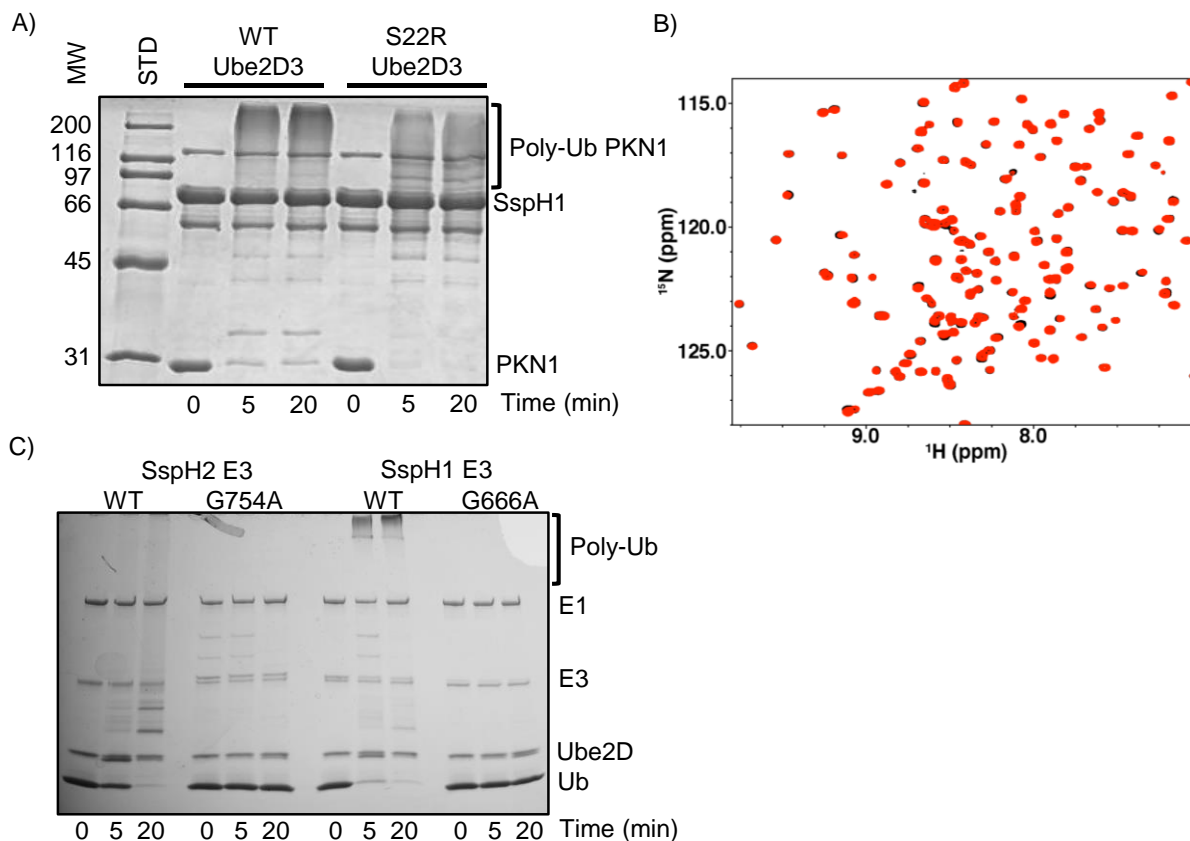 A)
WT
Ube2D3
S22R
Ube2D3
MW
STD
200
116
97
66
45
31
Poly-Ub PKN1
SspH1
PKN1
0 5 20 0 5 20 Time (min)
B)
115.0
120.0
125.0
¹⁵N (ppm)
9.0 8.0
¹H (ppm)
C)
SspH2 E3 SspH1 E3
WT G754A WT G666A
Poly-Ub
E1
E3
Ube2D
Ub
0 5 20 0 5 20 0 5 20 0 5 20 Time (min)